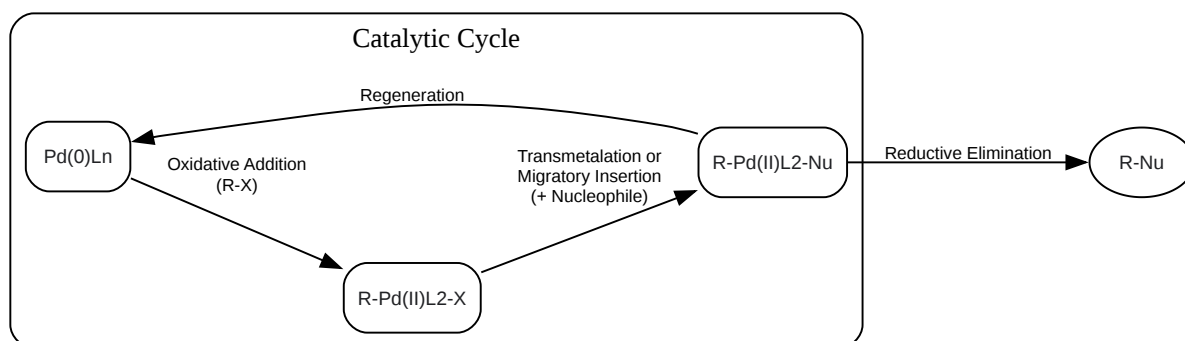 Catalytic Cycle
Regeneration
Pd(0)Ln
Oxidative Addition
(R-X)
Transmetalation or
Migratory Insertion
(+ Nucleophile)
R-Pd(II)L2-Nu
Reductive Elimination
R-Nu
R-Pd(II)L2-X